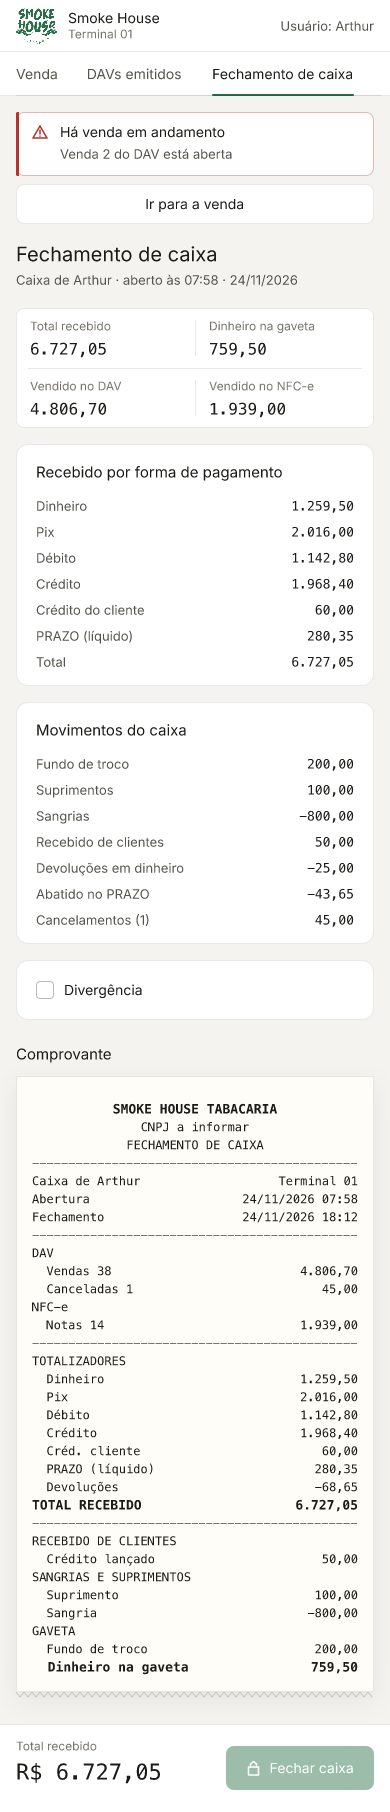 SMOKE
HOUSE
Smoke House
Terminal 01
Usuário: Arthur
Venda DAVs emitidos Fechamento de caixa
Há venda em andamento
Venda 2 do DAV está aberta
Ir para a venda
Fechamento de caixa
Caixa de Arthur · aberto às 07:58 · 24/11/2026
Total recebido Dinheiro na gaveta
6.727,05 759,50
Vendido no DAV Vendido no NFC-e
4.806,70 1.939,00
Recebido por forma de pagamento
Dinheiro 1.259,50
Pix 2.016,00
Débito 1.142,80
Crédito 1.968,40
Crédito do cliente 60,00
PRAZO (líquido) 280,35
Total 6.727,05
Movimentos do caixa
Fundo de troco 200,00
Suprimentos 100,00
Sangrias −800,00
Recebido de clientes 50,00
Devoluções em dinheiro −25,00
Abatido no PRAZO −43,65
Cancelamentos (1) 45,00
Divergência
Comprovante
SMOKE HOUSE TABACARIA
CNPJ a informar
FECHAMENTO DE CAIXA
Caixa de Arthur Terminal 01
Abertura 24/11/2026 07:58
Fechamento 24/11/2026 18:12
DAV
Vendas 38 4.806,70
Canceladas 1 45,00
NFC-e
Notas 14 1.939,00
TOTALIZADORES
Dinheiro 1.259,50
Pix 2.016,00
Débito 1.142,80
Crédito 1.968,40
Créd. cliente 60,00
PRAZO (líquido) 280,35
Devoluções −68,65
TOTAL RECEBIDO 6.727,05
RECEBIDO DE CLIENTES
Crédito lançado 50,00
SANGRIAS E SUPRIMENTOS
Suprimento 100,00
Sangria −800,00
GAVETA
Fundo de troco 200,00
Dinheiro na gaveta 759,50
Total recebido
R$ 6.727,05
Fechar caixa